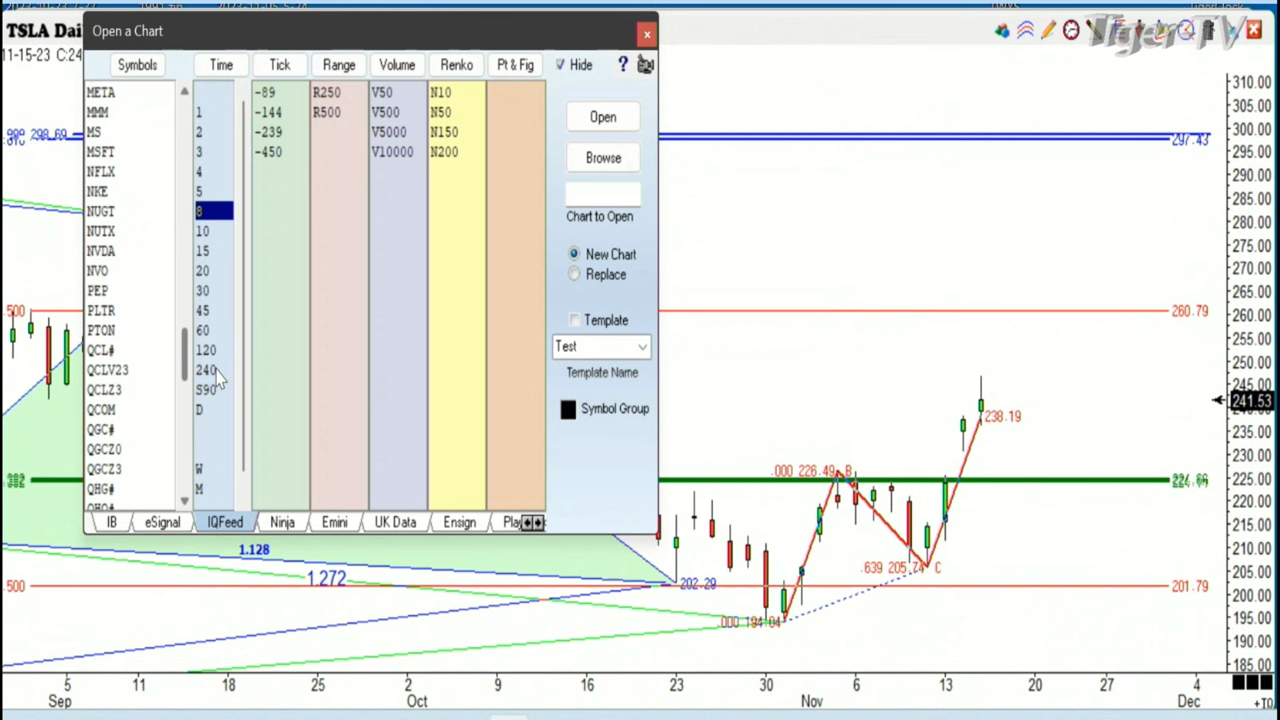 TSLA Dai
11-15-23 C:24
Open a Chart
Tiger TV
Symbols Time Tick Range Volume Renko Pt & Fig Hide ?
META -89 R250 V50 N10
MMM 1 -144 R500 V500 N50
MS 2 -239 V5000 N150
MSFT 3 -450 V10000 N200
NFLX 4
NKE 5
NUGT 8
NUTX 10
NVDA 15
NVO 20
PEP 30
PLTR 45
PTON 60
QCL# 120
QCLV23 240
QCLZ3 S90
QCOM D
QGC#
QGCZ0
QGCZ3 W
QHG# M
Open
Browse
Chart to Open
New Chart
Replace
Template
Test
Template Name
Symbol Group
IB eSignal IQFeed Ninja Emini UK Data Ensign Play
298.69
297.43
.500
260.79
238.19
.000 226.49 B
.382
.639 205.74 C
1.128
1.272
202.29
.500
201.79
.000 194.04
310.00
305.00
300.00
295.00
290.00
285.00
280.00
275.00
270.00
265.00
260.00
255.00
250.00
245.00
241.53
235.00
230.00
225.00
220.00
215.00
210.00
205.00
200.00
195.00
190.00
185.00
5 11 18 25 2 9 16 23 30 6 13 20 27 4
Sep Oct Nov Dec